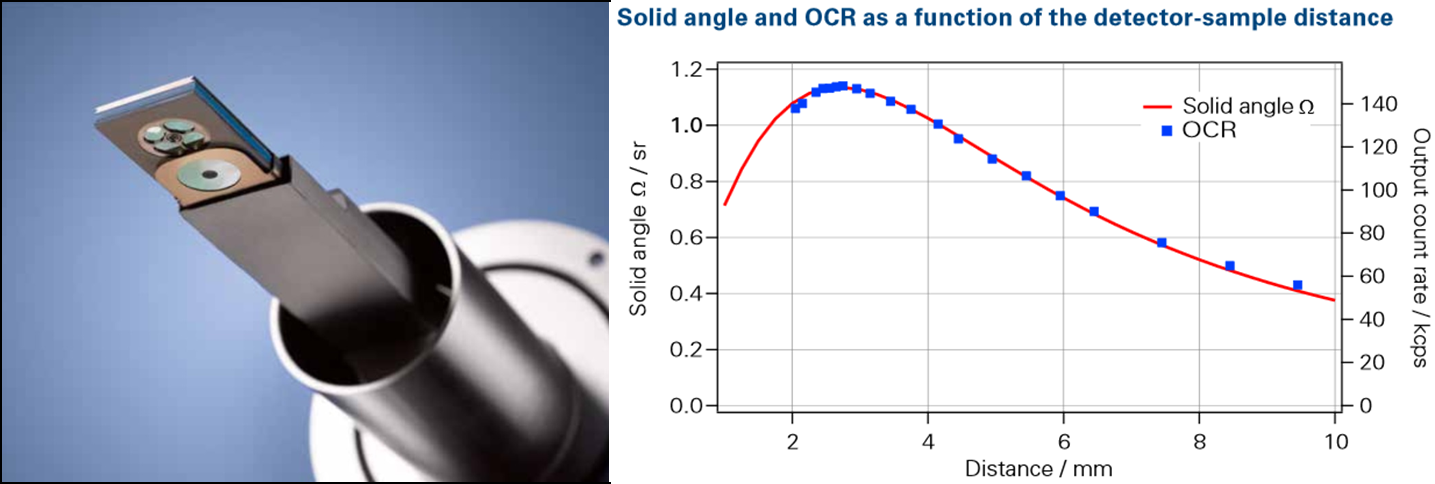 Solid angle and OCR as a function of the detector-sample distance
Solid angle Ω / sr
1.2
1.0
0.8
0.6
0.4
0.2
0.0
Solid angle Ω
OCR
140
120
100
80
60
40
20
0
Output count rate / kcps
2 4 6 8 10
Distance / mm